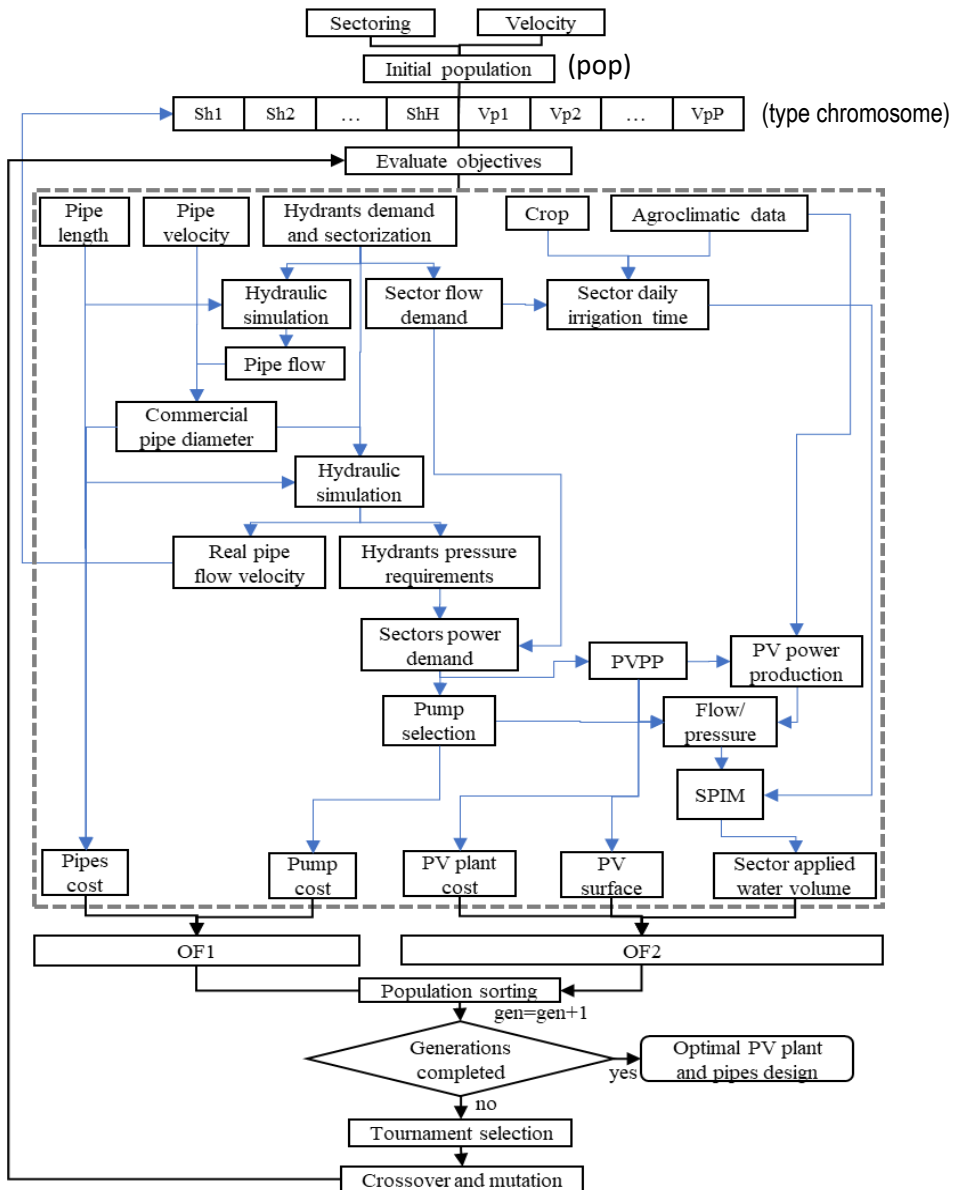 Sectoring
Velocity
Initial population
(pop)
Sh1 Sh2 … ShH Vp1 Vp2 … VpP
(type chromosome)
Evaluate objectives
Pipe
length
Pipe
velocity
Hydrants demand
and sectorization
Crop
Agroclimatic data
Hydraulic
simulation
Sector flow
demand
Sector daily
irrigation time
Pipe flow
Commercial
pipe diameter
Hydraulic
simulation
Real pipe
flow velocity
Hydrants pressure
requirements
Sectors power
demand
PVPP
PV power
production
Pump
selection
Flow/
pressure
SPIM
Pipes
cost
Pump
cost
PV plant
cost
PV
surface
Sector applied
water volume
OF1
OF2
Population sorting
gen=gen+1
Generations
completed
yes
Optimal PV plant
and pipes design
no
Tournament selection
Crossover and mutation